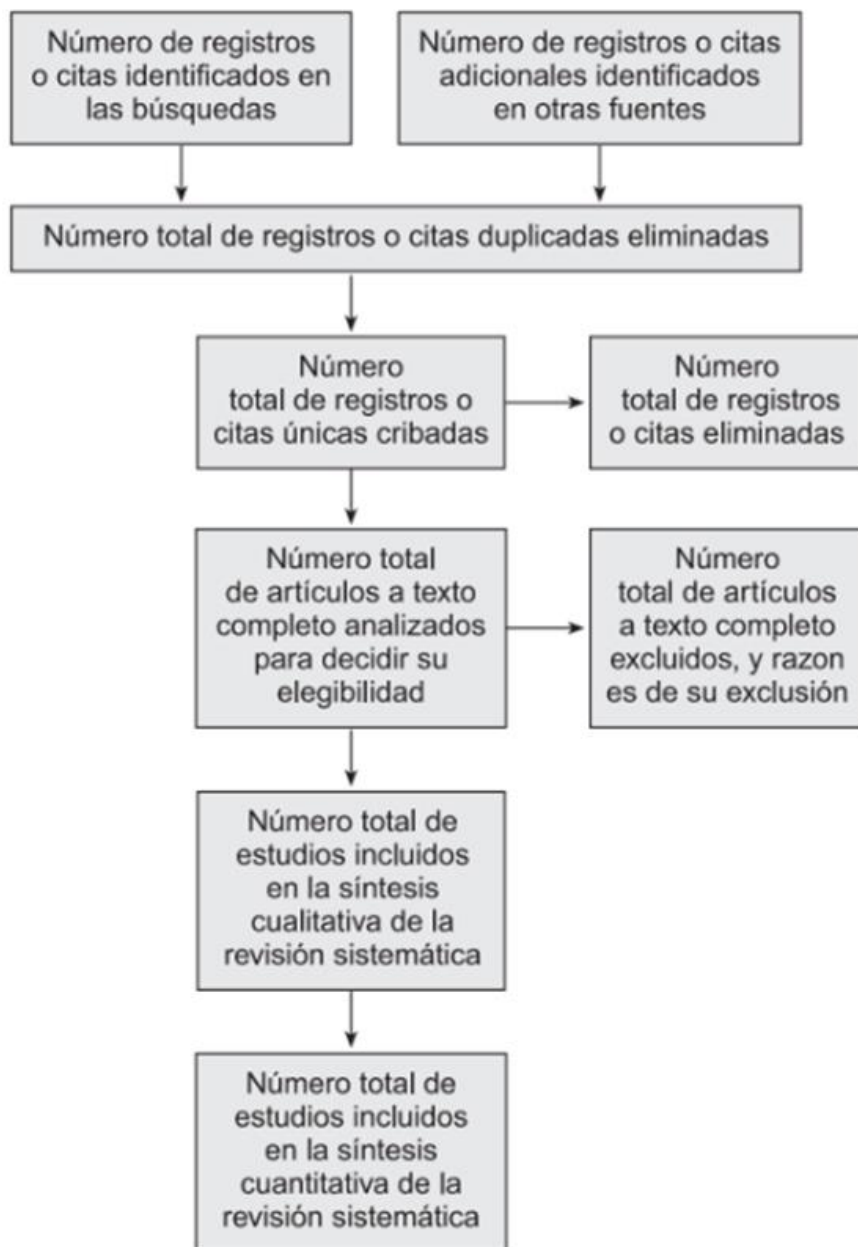 Número de registros
o citas identificados en
las búsquedas
Número de registros o citas
adicionales identificados
en otras fuentes
Número total de registros o citas duplicadas eliminadas
Número
total de registros o
citas únicas cribadas
Número
total de registros
o citas eliminadas
Número total
de artículos a texto
completo analizados
para decidir su
elegibilidad
Número
total de artículos
a texto completo
excluidos, y razon
es de su exclusión
Número total de
estudios incluidos
en la síntesis
cualitativa de la
revisión sistemática
Número total de
estudios incluidos
en la síntesis
cuantitativa de la
revisión sistemática